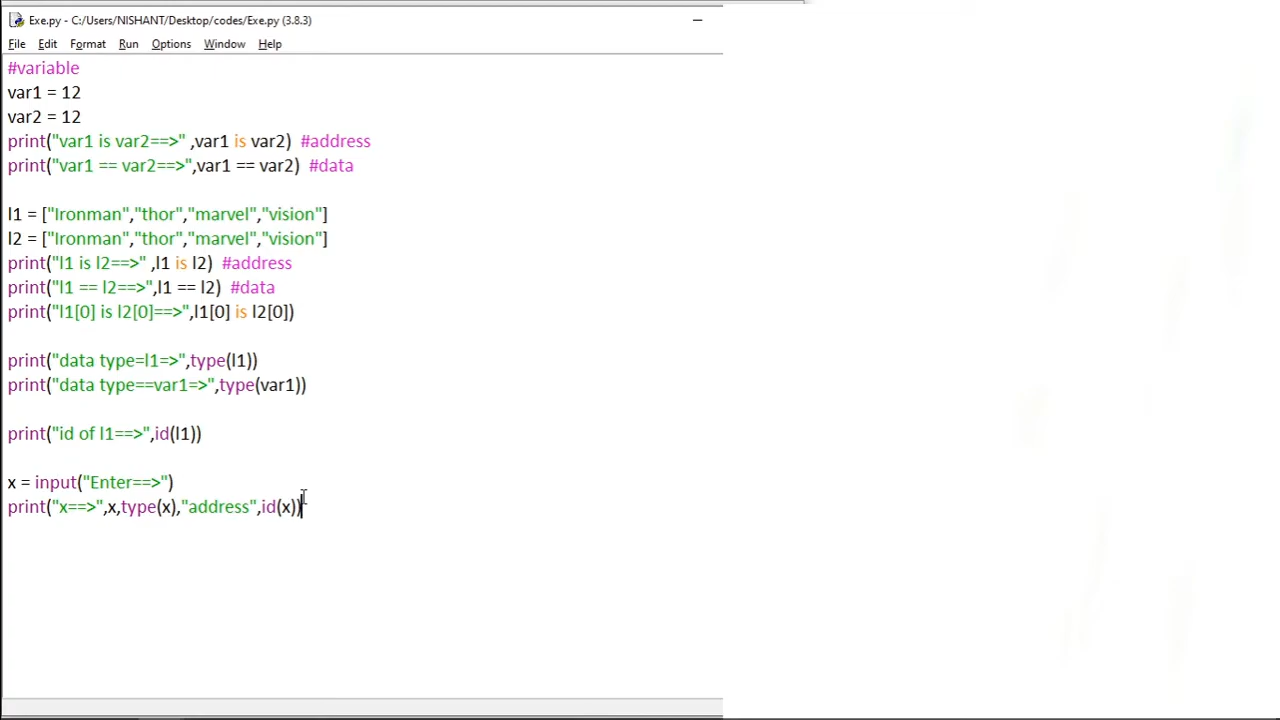 Exe.py - C:/Users/NISHANT/Desktop/codes/Exe.py (3.8.3)
File Edit Format Run Options Window Help
#variable
var1 = 12
var2 = 12
print("var1 is var2==>" ,var1 is var2)  #address
print("var1 == var2==>",var1 == var2)  #data
l1 = ["Ironman","thor","marvel","vision"]
l2 = ["Ironman","thor","marvel","vision"]
print("l1 is l2==>" ,l1 is l2)  #address
print("l1 == l2==>",l1 == l2)  #data
print("l1[0] is l2[0]==>",l1[0] is l2[0])
print("data type=l1=>",type(l1))
print("data type==var1=>",type(var1))
print("id of l1==>",id(l1))
x = input("Enter==>")
print("x==>",x,type(x),"address",id(x))